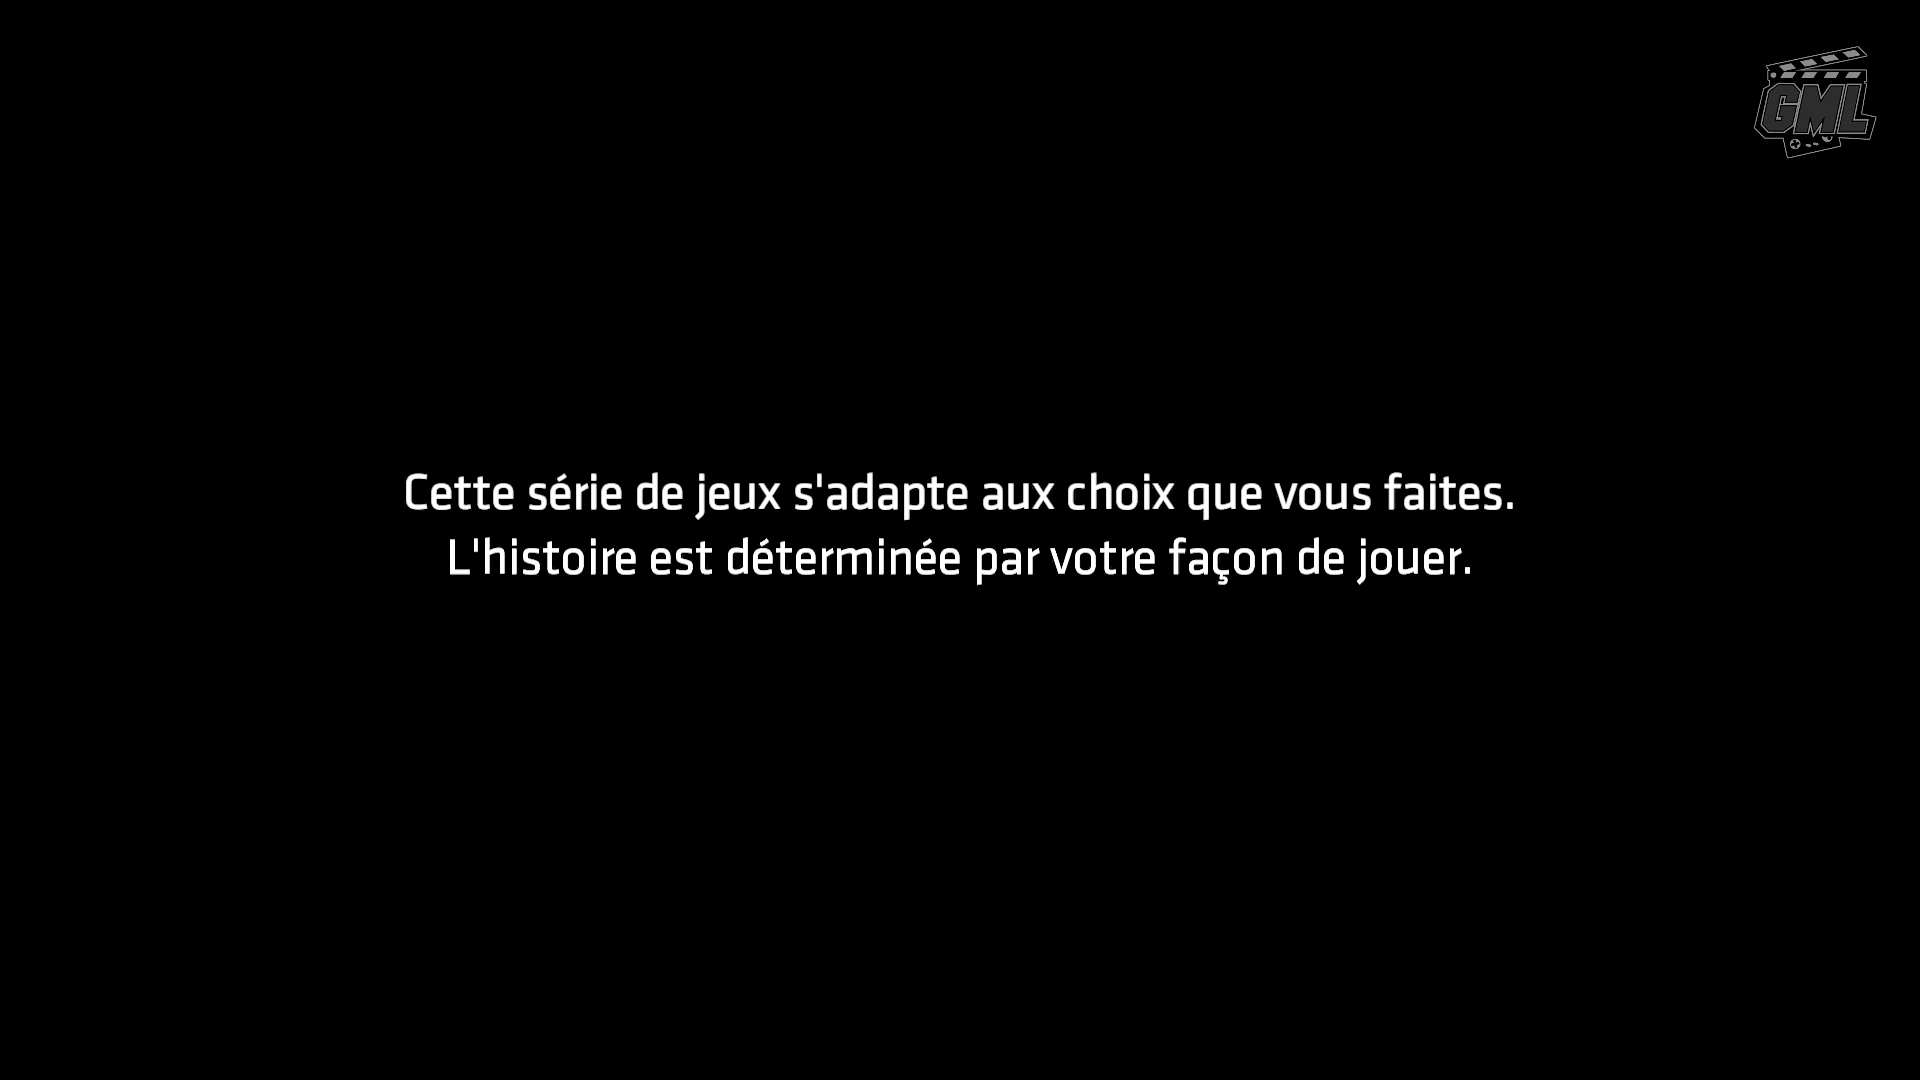 GML
Cette série de jeux s'adapte aux choix que vous faites.
L'histoire est déterminée par votre façon de jouer.